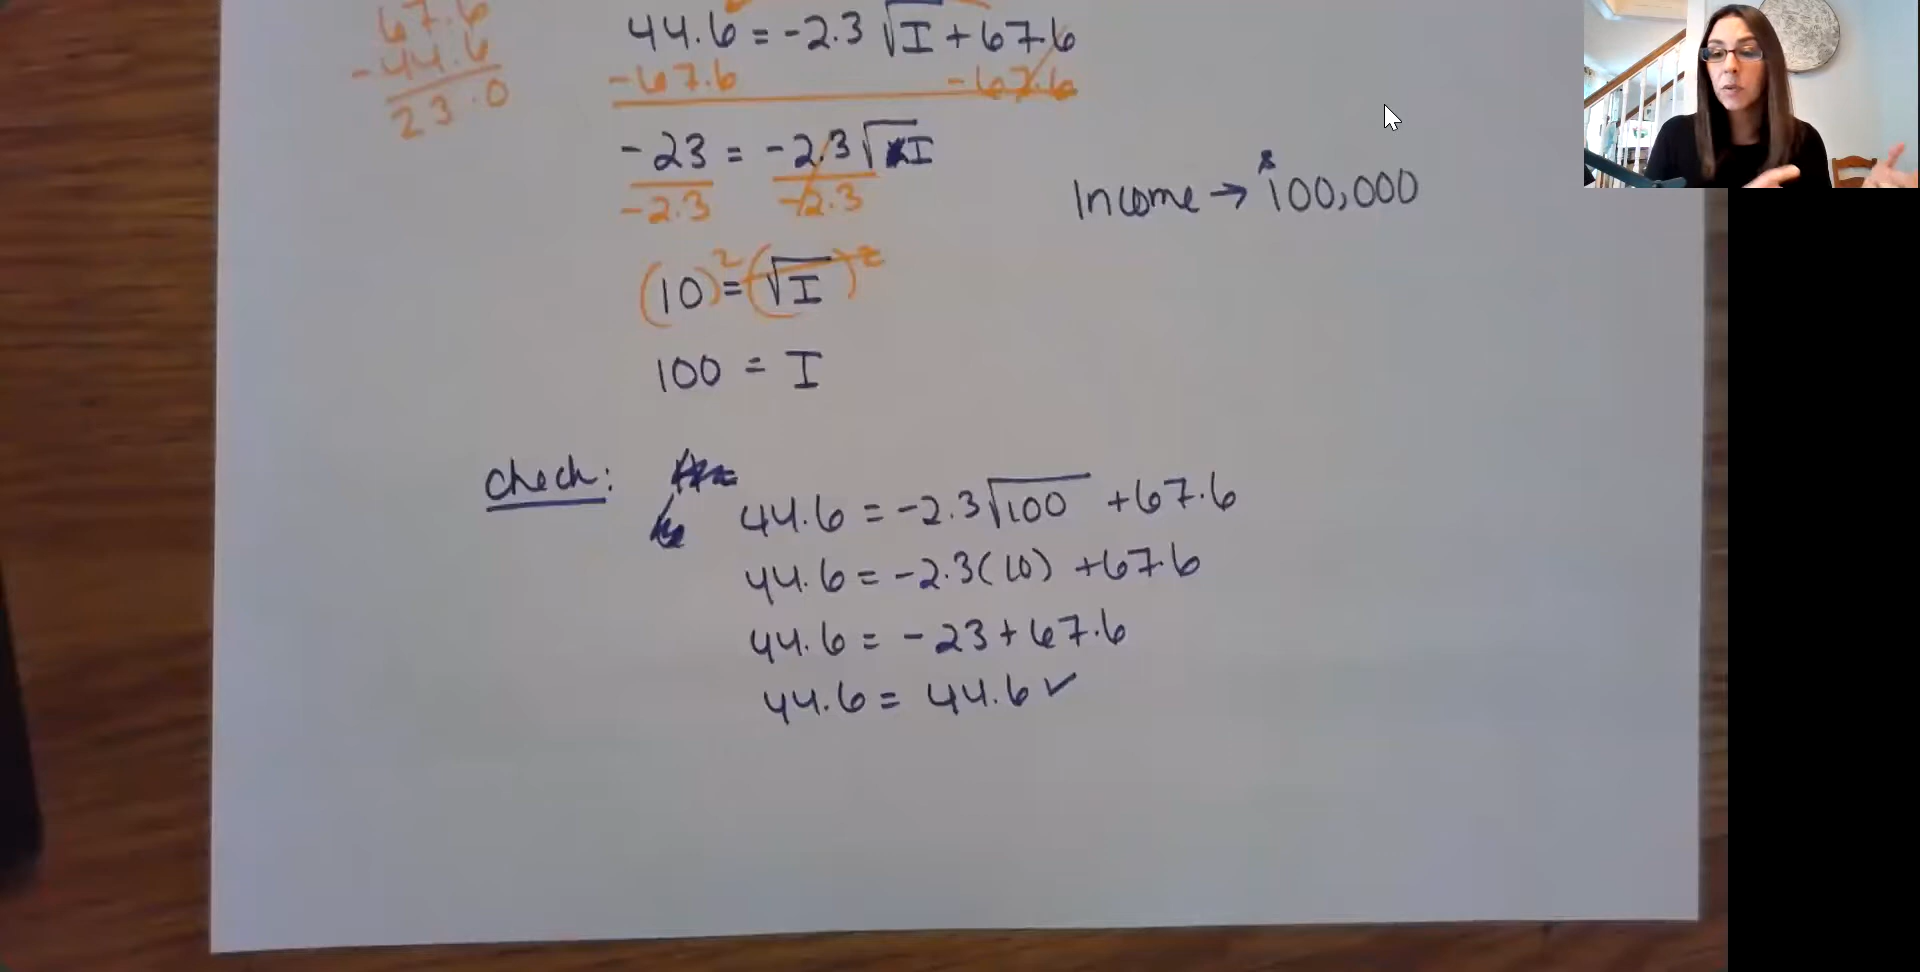 67.6
-44.6
23.0
44.6 = -2.3 √I + 67.6
-67.6 -67.6
-23 = -2.3 √I
-2.3 -2.3
(10)² = (√I)²
100 = I
Income → $100,000
Check:
44.6 = -2.3 √100 + 67.6
44.6 = -2.3(10) + 67.6
44.6 = -23 + 67.6
44.6 = 44.6 ✓